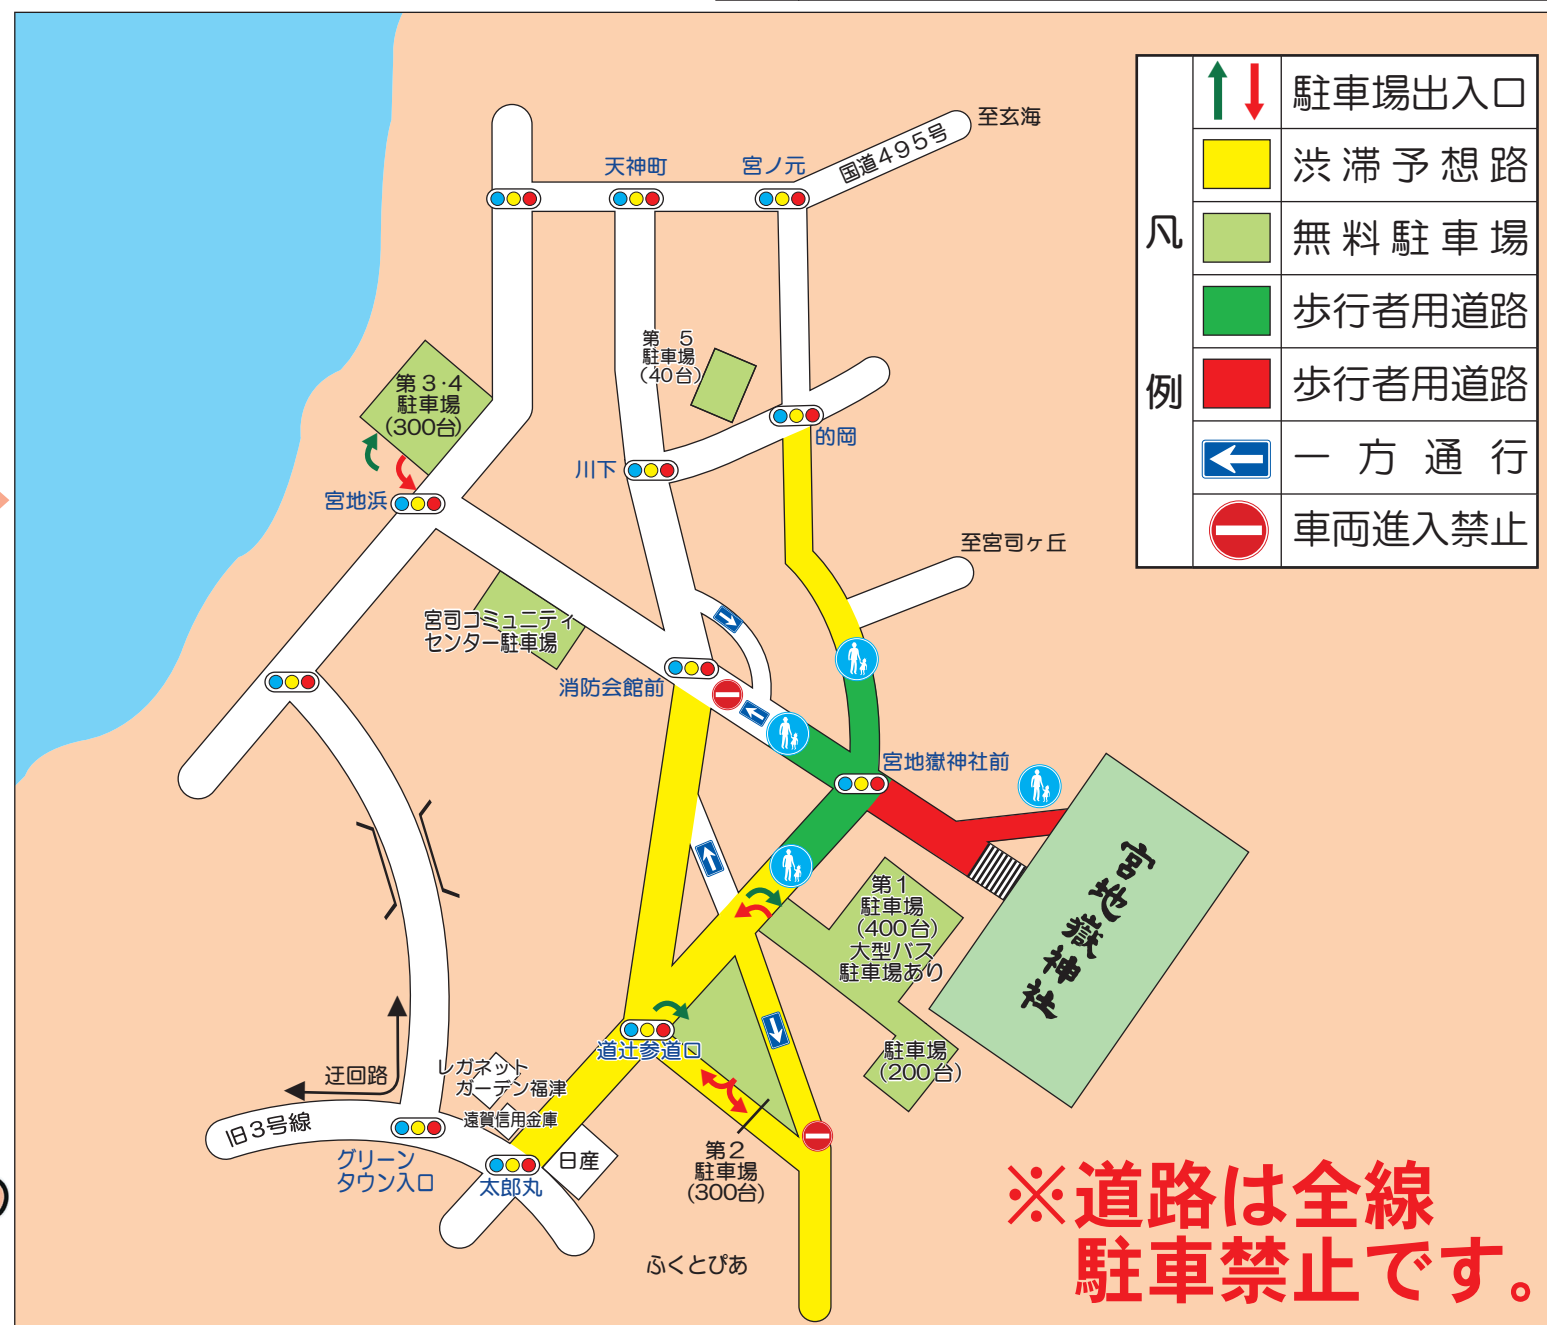 凡例
駐車場出入口
渋滞予想路
無料駐車場
歩行者用道路
歩行者用道路
一方通行
車両進入禁止
至玄海
国道495号
天神町
宮ノ元
第5
駐車場
(40台)
第3·4
駐車場
(300台)
的岡
川下
宮地浜
至宮司ヶ丘
宮司コミュニティ
センター駐車場
消防会館前
宮地嶽神社前
宮地嶽神社
第1
駐車場
(400台)
大型バス
駐車場あり
駐車場
(200台)
道辻参道口
迂回路
レガネット
ガーデン福津
遠賀信用金庫
旧3号線
グリーン
タウン入口
太郎丸
日産
第2
駐車場
(300台)
ふくとぴあ
※道路は全線
駐車禁止です。